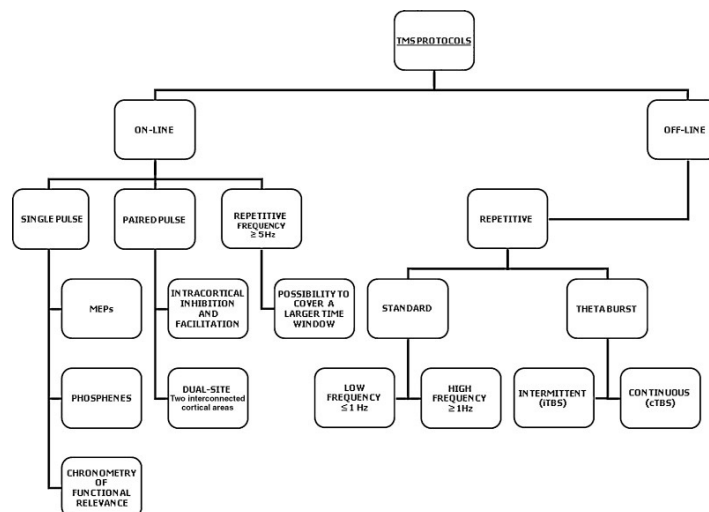 TMS PROTOCOLS
ON-LINE
OFF-LINE
SINGLE PULSE
PAIRED PULSE
REPETITIVE
FREQUENCY
≥ 5Hz
REPETITIVE
MEPs
INTRACORTICAL
INHIBITION
AND
FACILITATION
POSSIBILITY TO
COVER A
LARGER TIME
WINDOW
STANDARD
THETA BURST
PHOSPHENES
DUAL-SITE
Two interconnected
cortical areas
LOW
FREQUENCY
≤ 1 Hz
HIGH
FREQUENCY
≥ 1Hz
INTERMITTENT
(iTBS)
CONTINUOUS
(cTBS)
CHRONOMETRY
OF
FUNCTIONAL
RELEVANCE